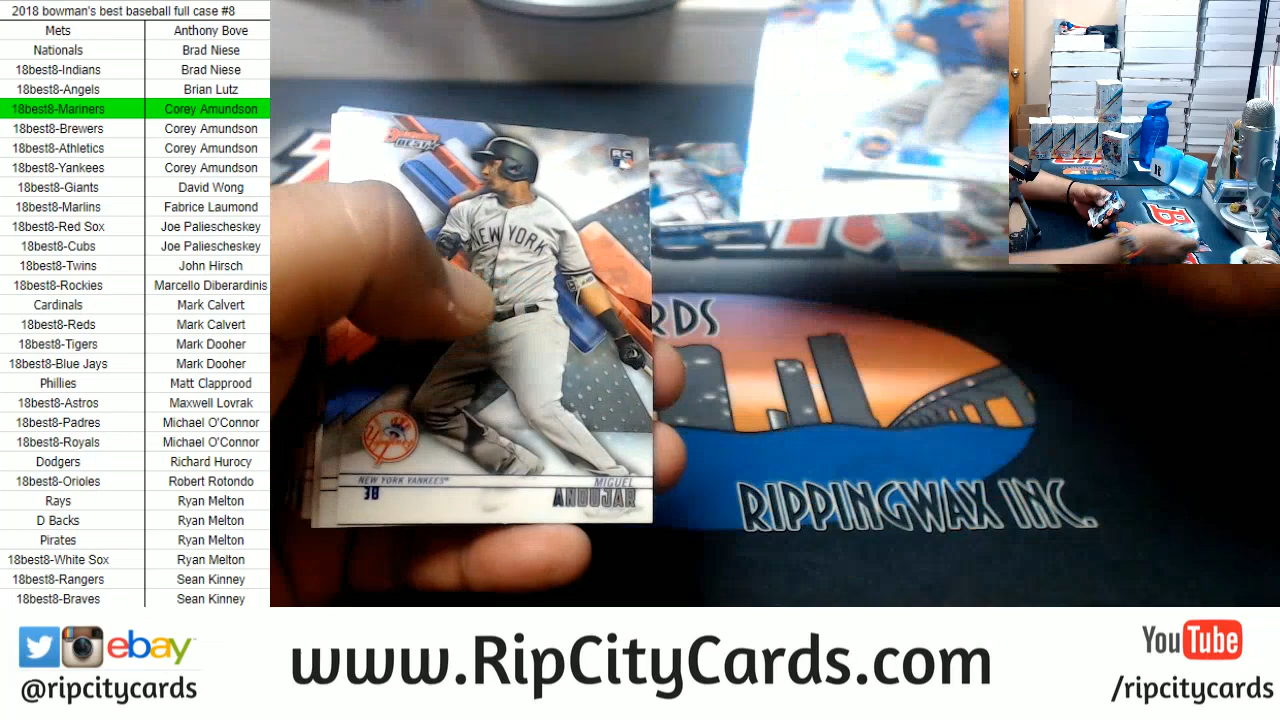 2018 bowman's best baseball full case #8
Mets Anthony Bove
Nationals Brad Niese
18best8-Indians Brad Niese
18best8-Angels Brian Lutz
18best8-Mariners Corey Amundson
18best8-Brewers Corey Amundson
18best8-Athletics Corey Amundson
18best8-Yankees Corey Amundson
18best8-Giants David Wong
18best8-Marlins Fabrice Laumond
18best8-Red Sox Joe Paliescheskey
18best8-Cubs Joe Paliescheskey
18best8-Twins John Hirsch
18best8-Rockies Marcello Diberardinis
Cardinals Mark Calvert
18best8-Reds Mark Calvert
18best8-Tigers Mark Dooher
18best8-Blue Jays Mark Dooher
Phillies Matt Clapprood
18best8-Astros Maxwell Lovrak
18best8-Padres Michael O'Connor
18best8-Royals Michael O'Connor
Dodgers Richard Hurocy
18best8-Orioles Robert Rotondo
Rays Ryan Melton
D Backs Ryan Melton
Pirates Ryan Melton
18best8-White Sox Ryan Melton
18best8-Rangers Sean Kinney
18best8-Braves Sean Kinney
BEST
RC
NEW YORK
Yankees
NEW YORK YANKEES
MIGUEL
38
ANDUJAR
RDS
RIPPINGWAX INC.
ebay
@ripcitycards
www.RipCityCards.com
YouTube
/ripcitycards